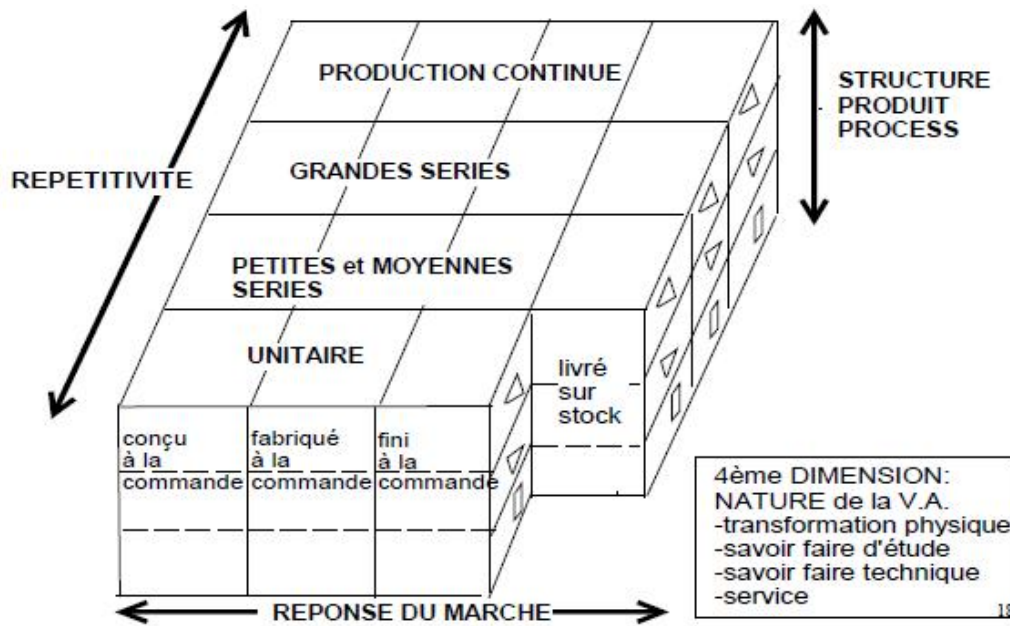 PRODUCTION CONTINUE
STRUCTURE
PRODUIT
PROCESS
REPETITIVITE
GRANDES SERIES
PETITES et MOYENNES
SERIES
UNITAIRE
livré
sur
stock
conçu
à la
commande
fabriqué
à la
commande
fini
à la
commande
4ème DIMENSION:
NATURE de la V.A.
-transformation physique
-savoir faire d'étude
-savoir faire technique
-service
REPONSE DU MARCHE